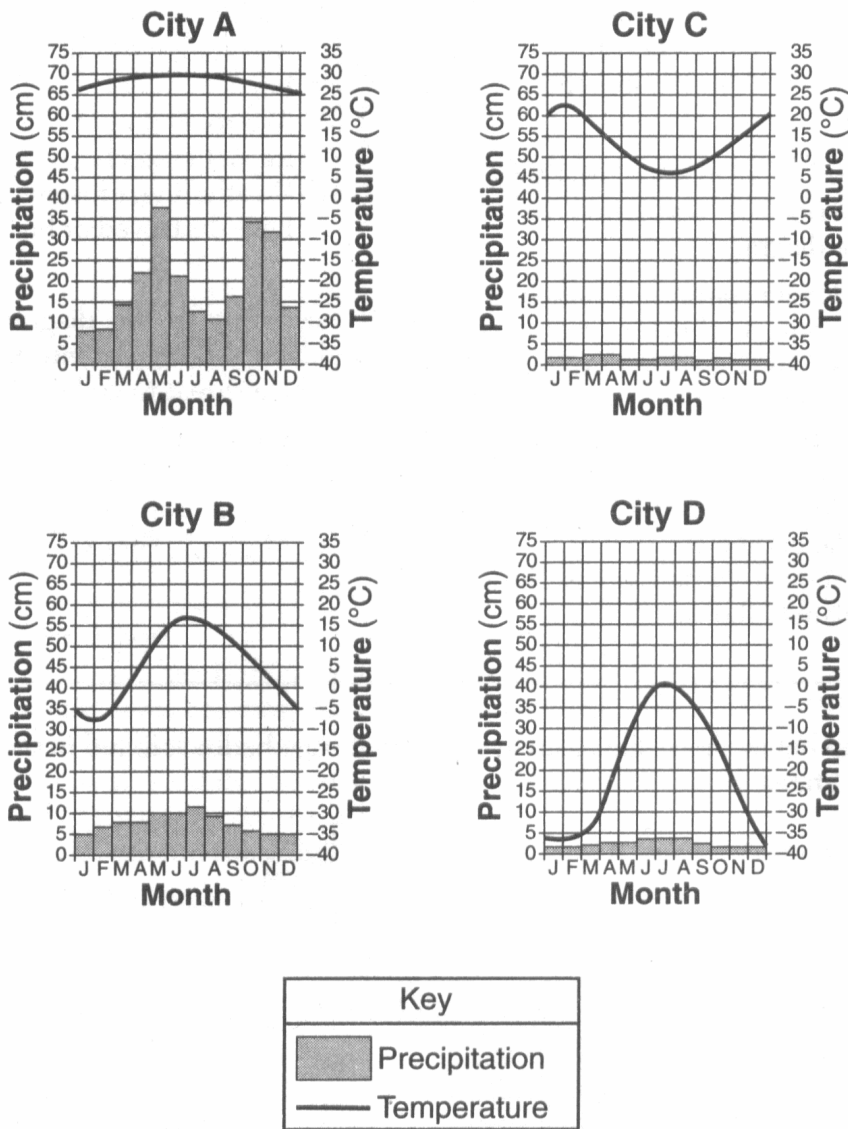 City A
75 70 65 60 55 50 45 40 35 30 25 20 15 10 5 0
Precipitation (cm)
35 30 25 20 15 10 5 0 –5 –10 –15 –20 –25 –30 –35 –40
Temperature (°C)
J F M A M J J A S O N D
Month
City C
75 70 65 60 55 50 45 40 35 30 25 20 15 10 5 0
Precipitation (cm)
35 30 25 20 15 10 5 0 –5 –10 –15 –20 –25 –30 –35 –40
Temperature (°C)
J F M A M J J A S O N D
Month
City B
75 70 65 60 55 50 45 40 35 30 25 20 15 10 5 0
Precipitation (cm)
35 30 25 20 15 10 5 0 –5 –10 –15 –20 –25 –30 –35 –40
Temperature (°C)
J F M A M J J A S O N D
Month
City D
75 70 65 60 55 50 45 40 35 30 25 20 15 10 5 0
Precipitation (cm)
35 30 25 20 15 10 5 0 –5 –10 –15 –20 –25 –30 –35 –40
Temperature (°C)
J F M A M J J A S O N D
Month
Key
Precipitation
Temperature